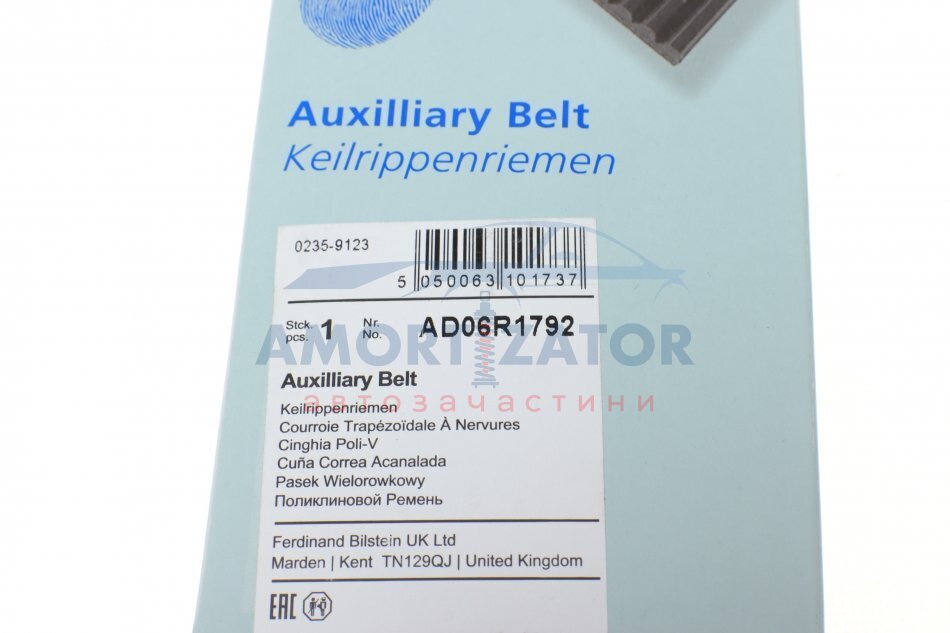 Auxilliary Belt
Keilrippenriemen
0235-9123
5 050063 101737
Stck. pcs. 1 Nr. No. AD06R1792
AMORTIZATOR
Auxilliary Belt
автозачастини
Keilrippenriemen
Courroie Trapézoïdale À Nervures
Cinghia Poli-V
Cuña Correa Acanalada
Pasek Wielorowkowy
Поликлиновой Ремень
Ferdinand Bilstein UK Ltd
Marden | Kent TN129QJ | United Kingdom
EAC